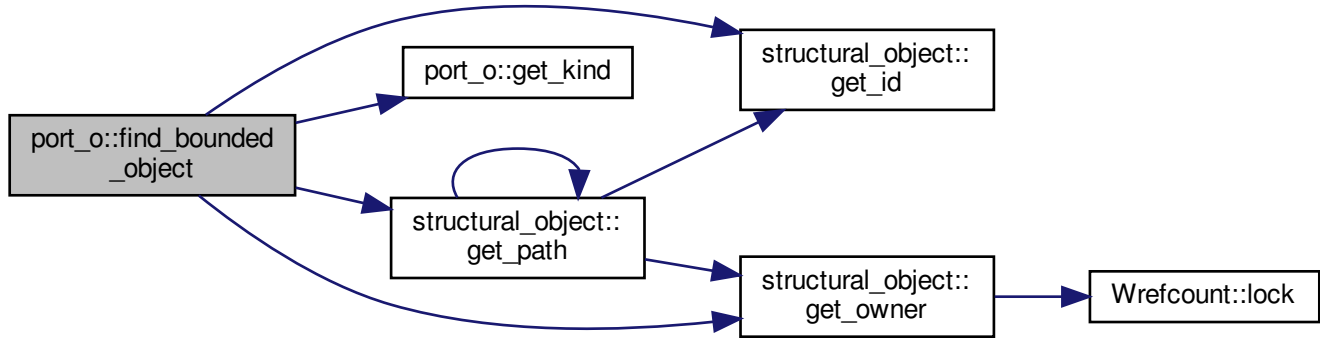 port_o::find_bounded
_object
port_o::get_kind
structural_object::
get_id
structural_object::
get_path
structural_object::
get_owner
Wrefcount::lock